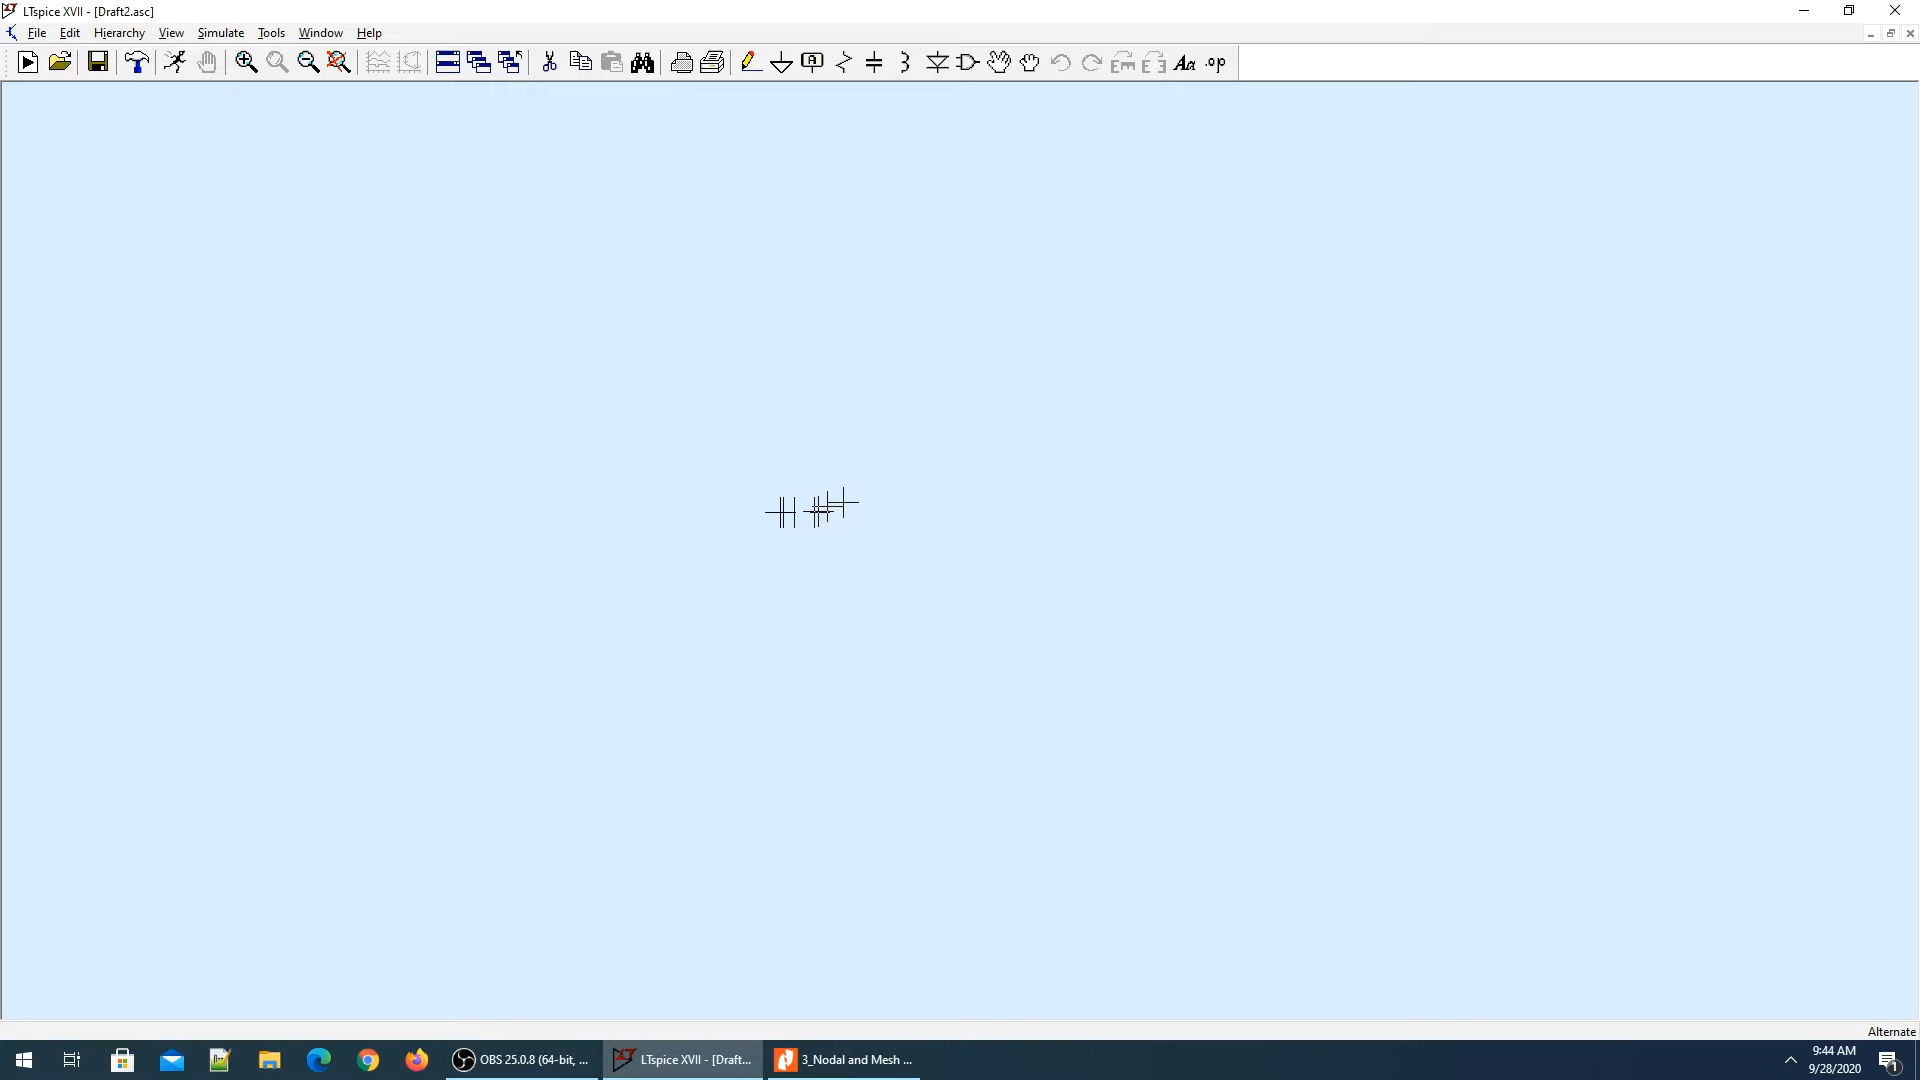 LTspice XVII - [Draft2.asc]
File Edit Hierarchy View Simulate Tools Window Help
A Aa .op
Alternate
OBS 25.0.8 (64-bit, ... LTspice XVII - [Draft... 3_Nodal and Mesh ... 9:44 AM
9/28/2020 1